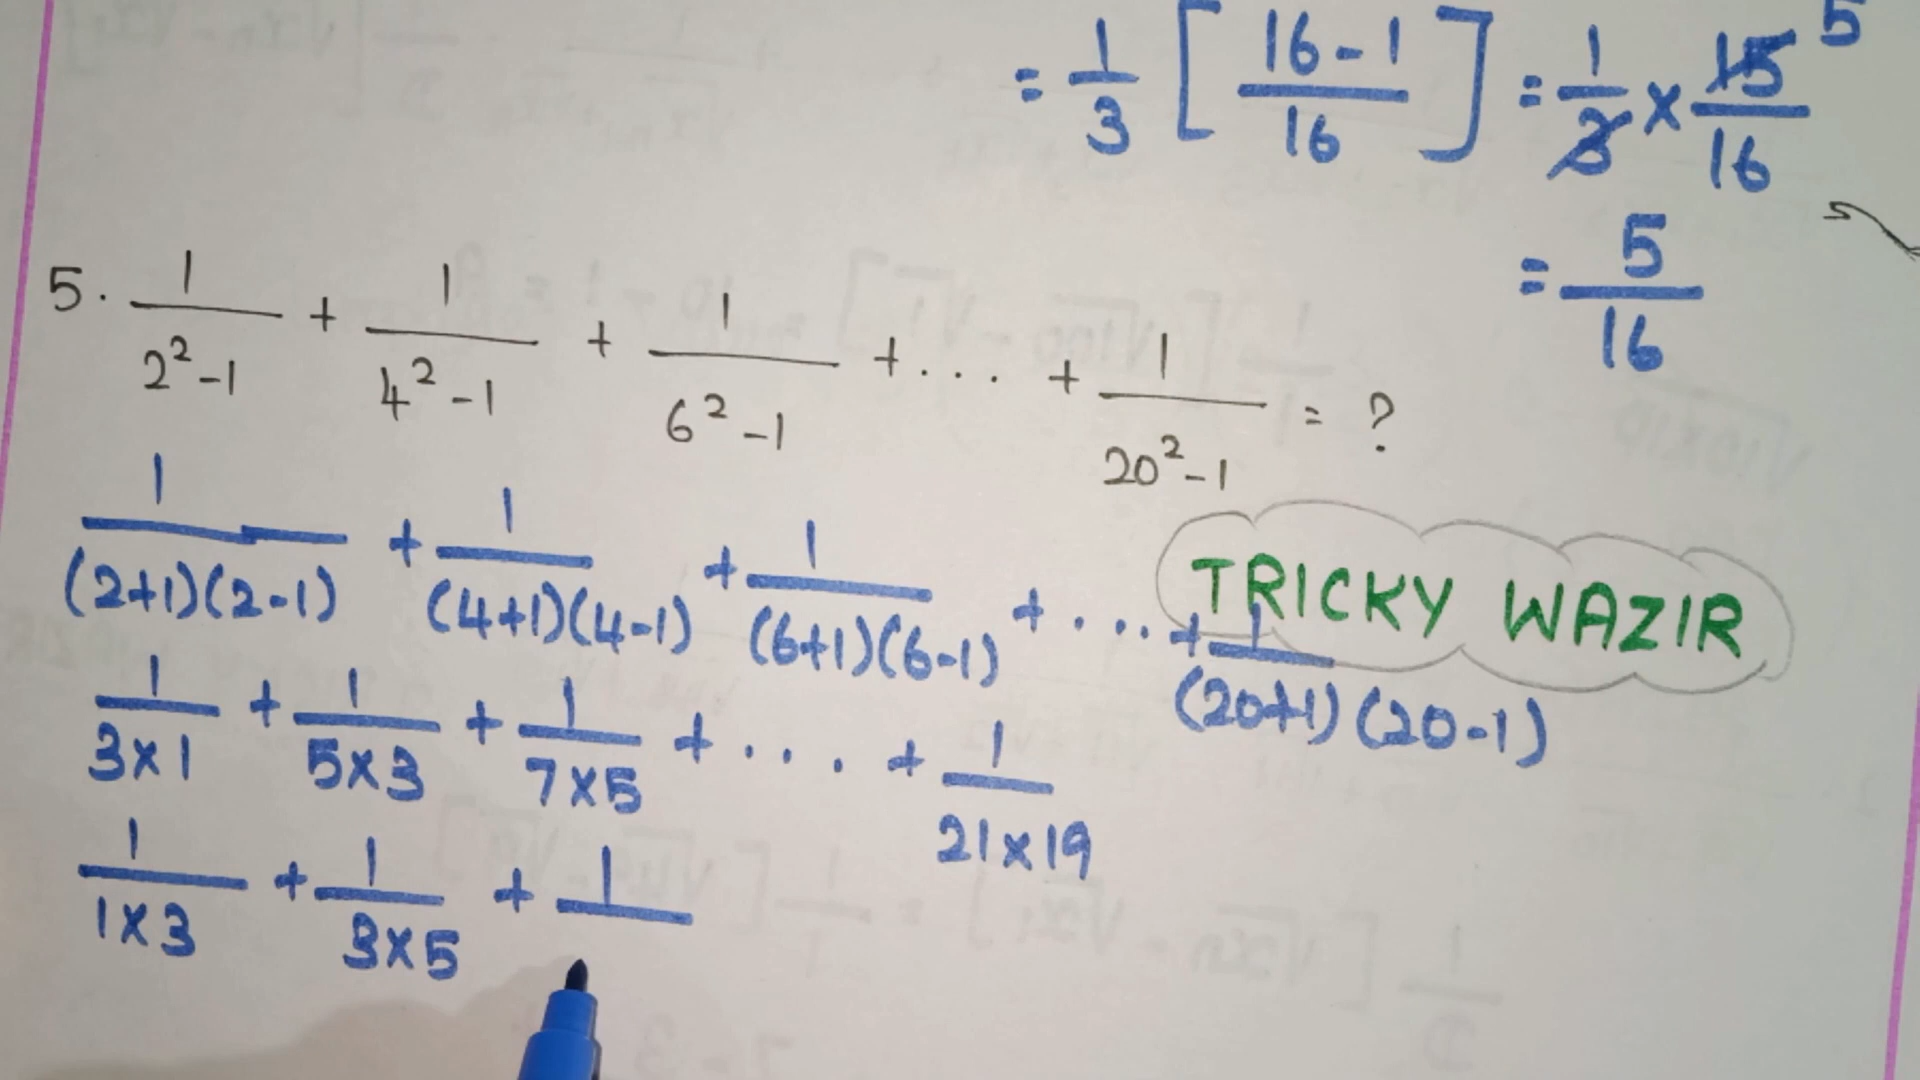 = 1/3 [ (16-1)/16 ] = 1/3 × 15/16 5
= 5/16
5. 1/(2²-1) + 1/(4²-1) + 1/(6²-1) + ... + 1/(20²-1) = ?
1/((2+1)(2-1)) + 1/((4+1)(4-1)) + 1/((6+1)(6-1)) + ... + 1/((20+1)(20-1))
TRICKY WAZIR
1/(3×1) + 1/(5×3) + 1/(7×5) + .... + 1/(21×19)
1/(1×3) + 1/(3×5) + 1/